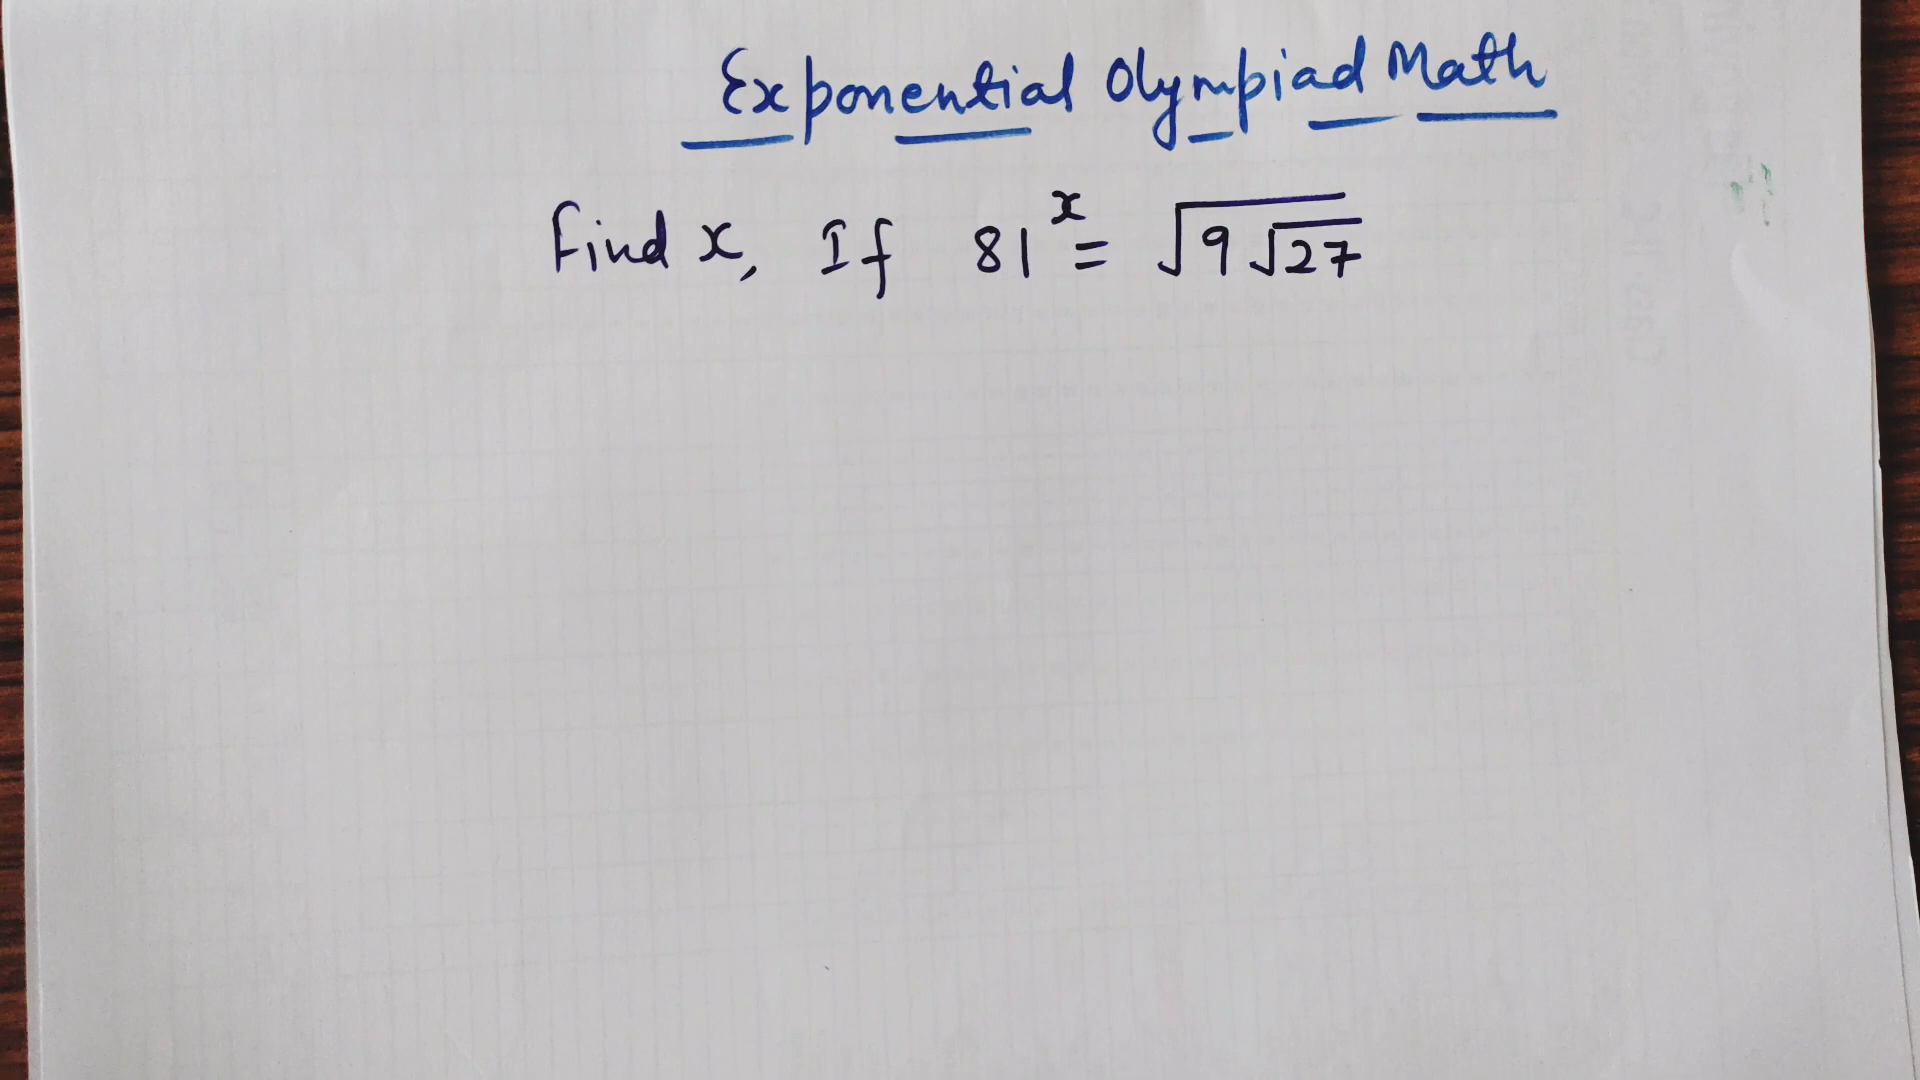 Exponential Olympiad Math
Find x, If 81^x = √(9√27)